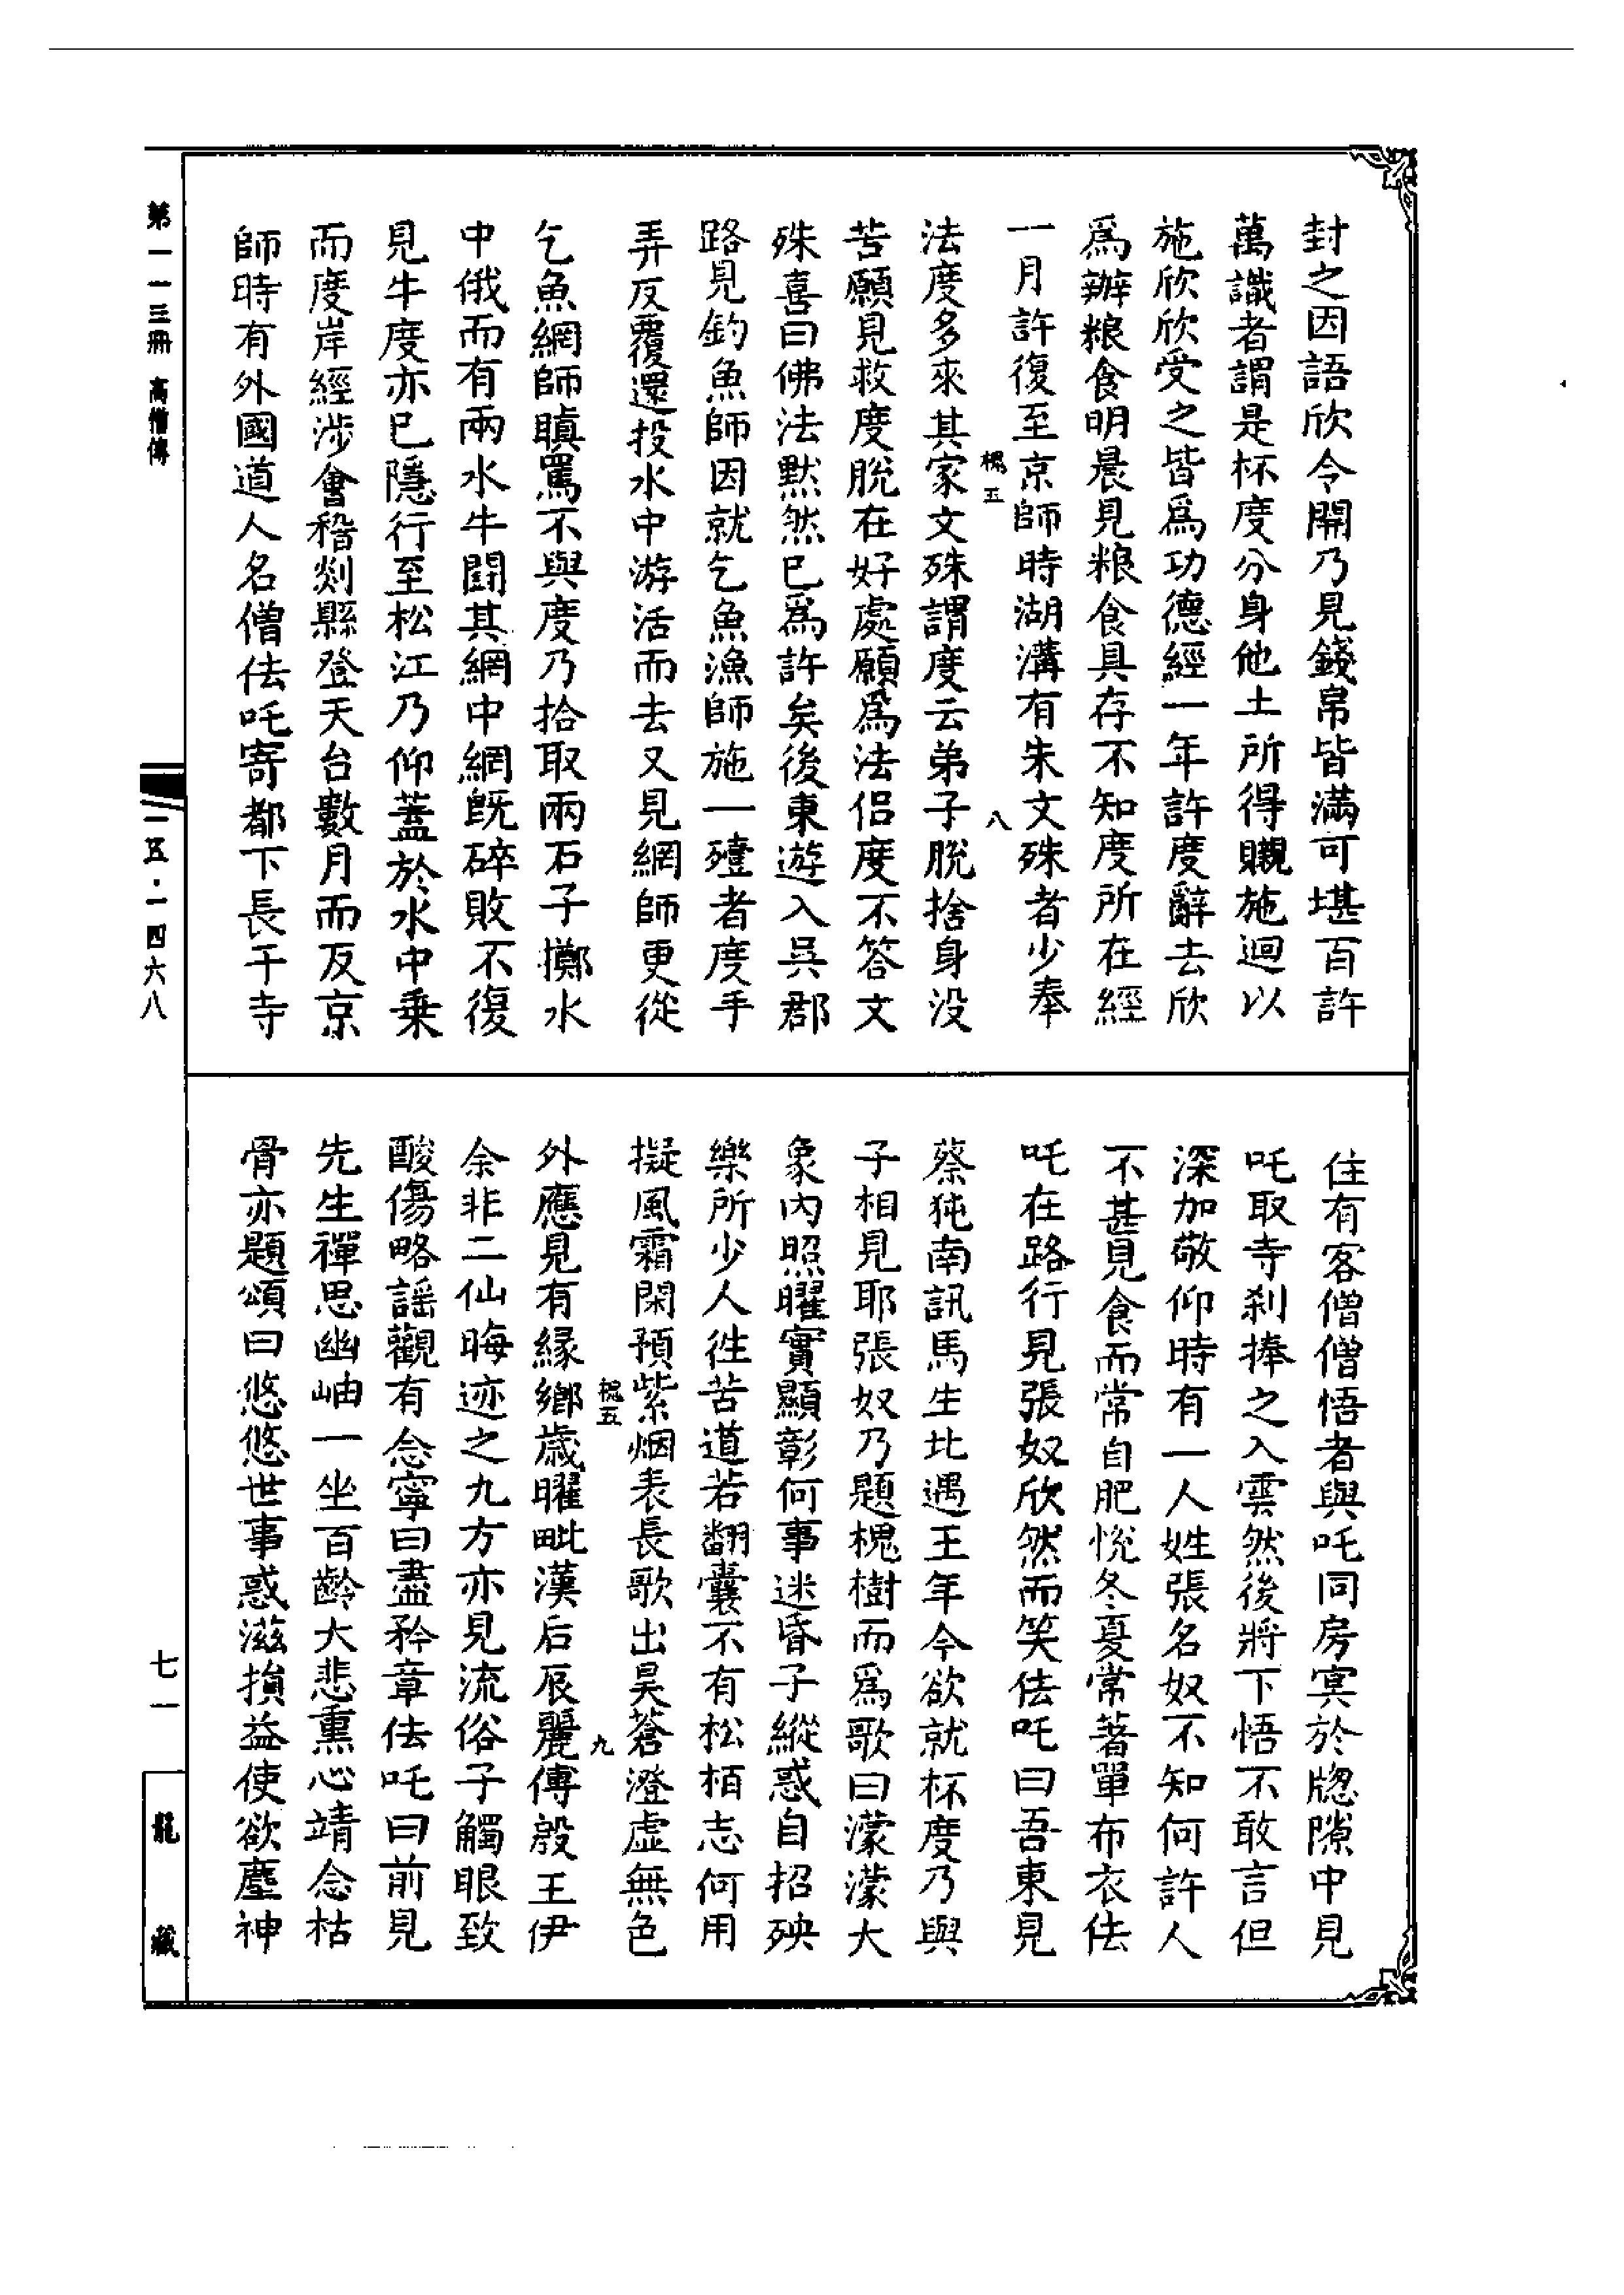 封之因語欣令開乃見錢帛皆滿可堪百許
萬識者謂是杯度分身他土所得䞋施迴以
施欣欣受之皆爲功德經一年許度辭去欣
爲辦粮食明晨見粮食具存不知度所在經
一月許復至京師時湖溝有朱文殊者少奉
槐五
八
法度多來其家文殊謂度云弟子脫捨身没
苦願見救度脫在好處願爲法侶度不答文
殊喜曰佛法默然已爲許矣後東遊入吳郡
路見釣魚師因就乞魚漁師施一殪者度手
弄反覆還投水中游活而去又見網師更從
乞魚網師瞋罵不與度乃拾取兩石子擲水
中俄而有兩水牛鬪其網中網旣碎敗不復
見牛度亦已隱行至松江乃仰蓋於水中乗
而度岸經涉會稽剡縣登天台數月而反京
師時有外國道人名僧佉吒寄都下長干寺
住有客僧僧悟者與吒同房㝠於牕隙中見
吒取寺刹捧之入雲然後將下悟不敢言但
深加敬仰時有一人姓張名奴不知何許人
不甚見食而常自肥悅冬夏常著單布衣佉
吒在路行見張奴欣然而笑佉吒曰吾東見
蔡㹠南訊馬生北遇王年今欲就杯度乃與
子相見耶張奴乃題槐樹而爲歌曰濛濛大
象內照曜實顯彰何事迷昏子縱惑自招殃
樂所少人徃苦道若翻囊不有松栢志何用
擬風霜閑預紫烟表長歌出昊蒼澄虛無色
槐五
九
外應見有緣鄉歲曜毗漢后辰麗傅殷王伊
余非二仙晦迹之九方亦見流俗子觸眼致
酸傷略謡觀有念寧曰盡矜章佉吒曰前見
先生禪思幽岫一坐百齡大悲熏心靖念枯
骨亦題頌曰悠悠世事惑滋損益使欲塵神
第一一三冊 高僧傳
一五·一四六八
七一
龍藏